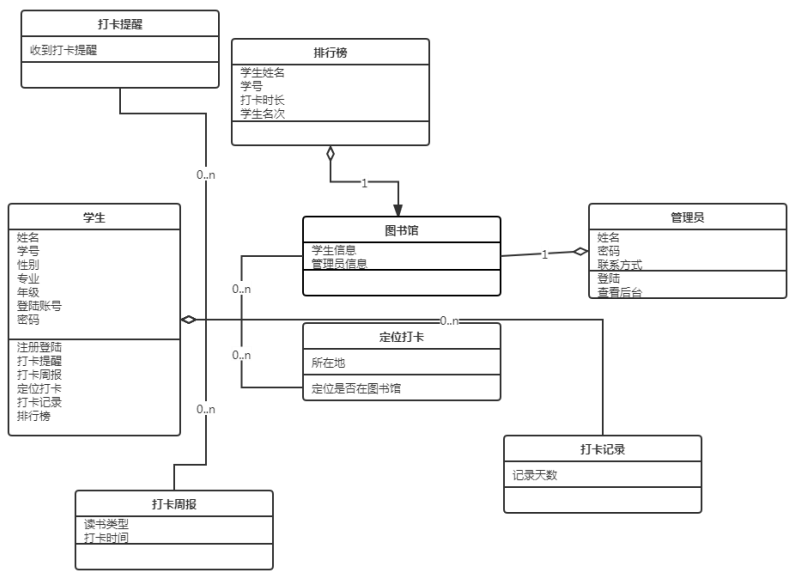 打卡提醒
收到打卡提醒
排行榜
学生姓名
学号
打卡时长
学生名次
0..n
1
学生
姓名
学号
性别
专业
年级
登陆账号
密码
注册登陆
打卡提醒
打卡周报
定位打卡
打卡记录
排行榜
图书馆
学生信息
管理员信息
1
管理员
姓名
密码
联系方式
登陆
查看后台
0..n
0..n
0..n
定位打卡
所在地
定位是否在图书馆
0..n
打卡记录
记录天数
打卡周报
读书类型
打卡时间